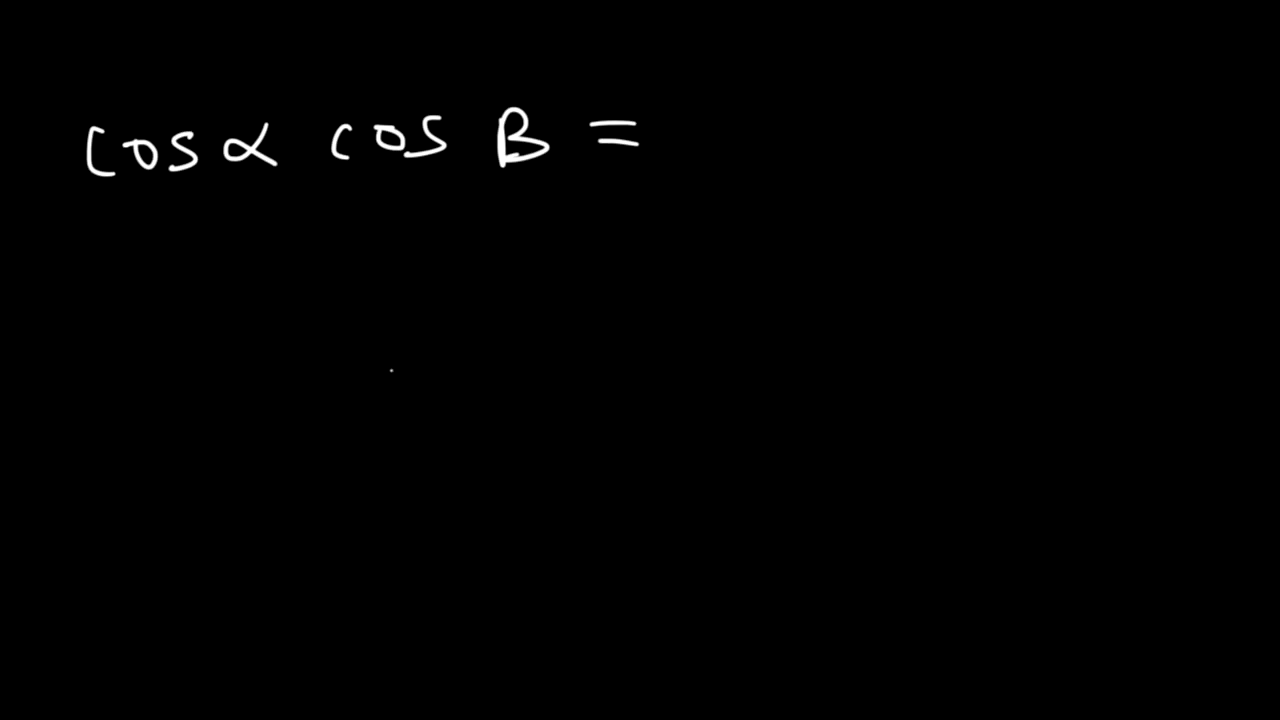 cos α cos β =